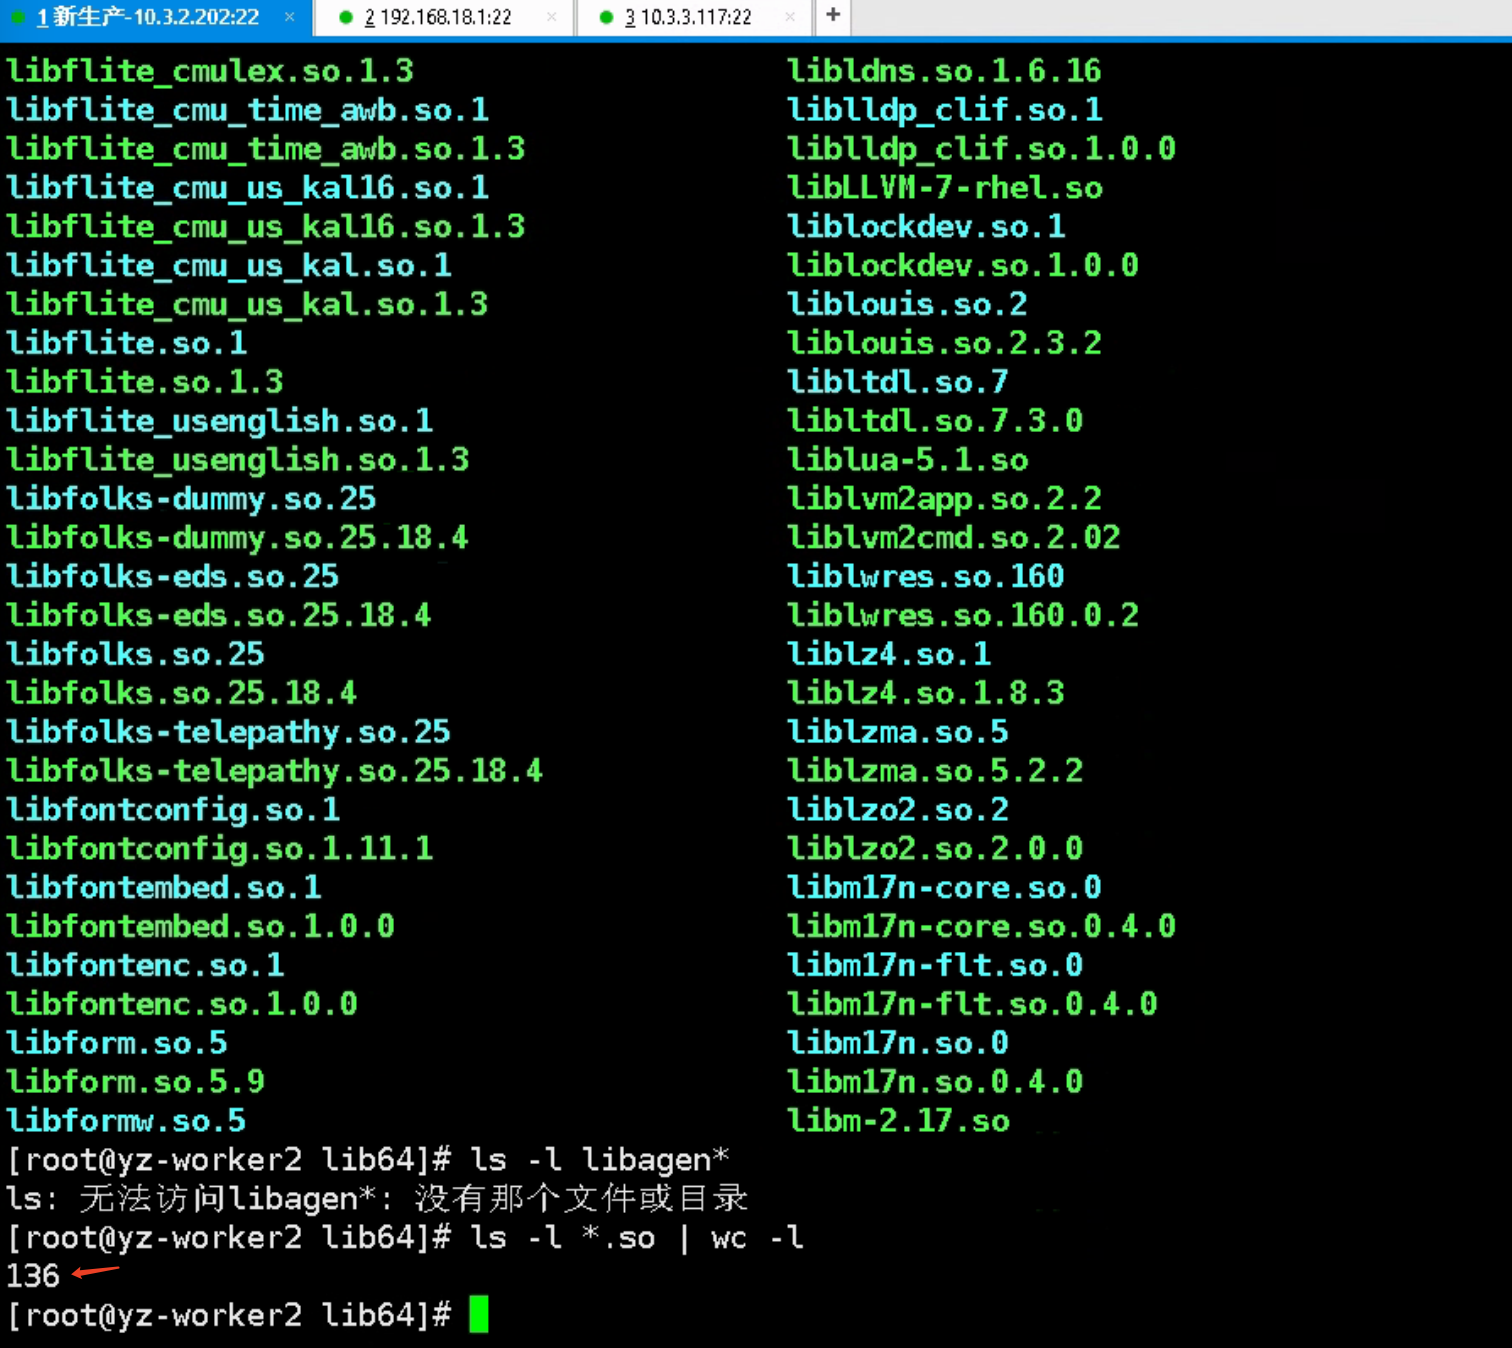 1 新生产-10.3.2.202:22 × 2 192.168.18.1:22 × 3 10.3.3.117:22 × +
libflite_cmulex.so.1.3 libldns.so.1.6.16
libflite_cmu_time_awb.so.1 liblldp_clif.so.1
libflite_cmu_time_awb.so.1.3 liblldp_clif.so.1.0.0
libflite_cmu_us_kal16.so.1 libLLVM-7-rhel.so
libflite_cmu_us_kal16.so.1.3 liblockdev.so.1
libflite_cmu_us_kal.so.1 liblockdev.so.1.0.0
libflite_cmu_us_kal.so.1.3 liblouis.so.2
libflite.so.1 liblouis.so.2.3.2
libflite.so.1.3 libltdl.so.7
libflite_usenglish.so.1 libltdl.so.7.3.0
libflite_usenglish.so.1.3 liblua-5.1.so
libfolks-dummy.so.25 liblvm2app.so.2.2
libfolks-dummy.so.25.18.4 liblvm2cmd.so.2.02
libfolks-eds.so.25 liblwres.so.160
libfolks-eds.so.25.18.4 liblwres.so.160.0.2
libfolks.so.25 liblz4.so.1
libfolks.so.25.18.4 liblz4.so.1.8.3
libfolks-telepathy.so.25 liblzma.so.5
libfolks-telepathy.so.25.18.4 liblzma.so.5.2.2
libfontconfig.so.1 liblzo2.so.2
libfontconfig.so.1.11.1 liblzo2.so.2.0.0
libfontembed.so.1 libm17n-core.so.0
libfontembed.so.1.0.0 libm17n-core.so.0.4.0
libfontenc.so.1 libm17n-flt.so.0
libfontenc.so.1.0.0 libm17n-flt.so.0.4.0
libform.so.5 libm17n.so.0
libform.so.5.9 libm17n.so.0.4.0
libformw.so.5 libm-2.17.so
[root@yz-worker2 lib64]# ls -l libagen*
ls: 无法访问libagen*: 没有那个文件或目录
[root@yz-worker2 lib64]# ls -l *.so | wc -l
136
[root@yz-worker2 lib64]#